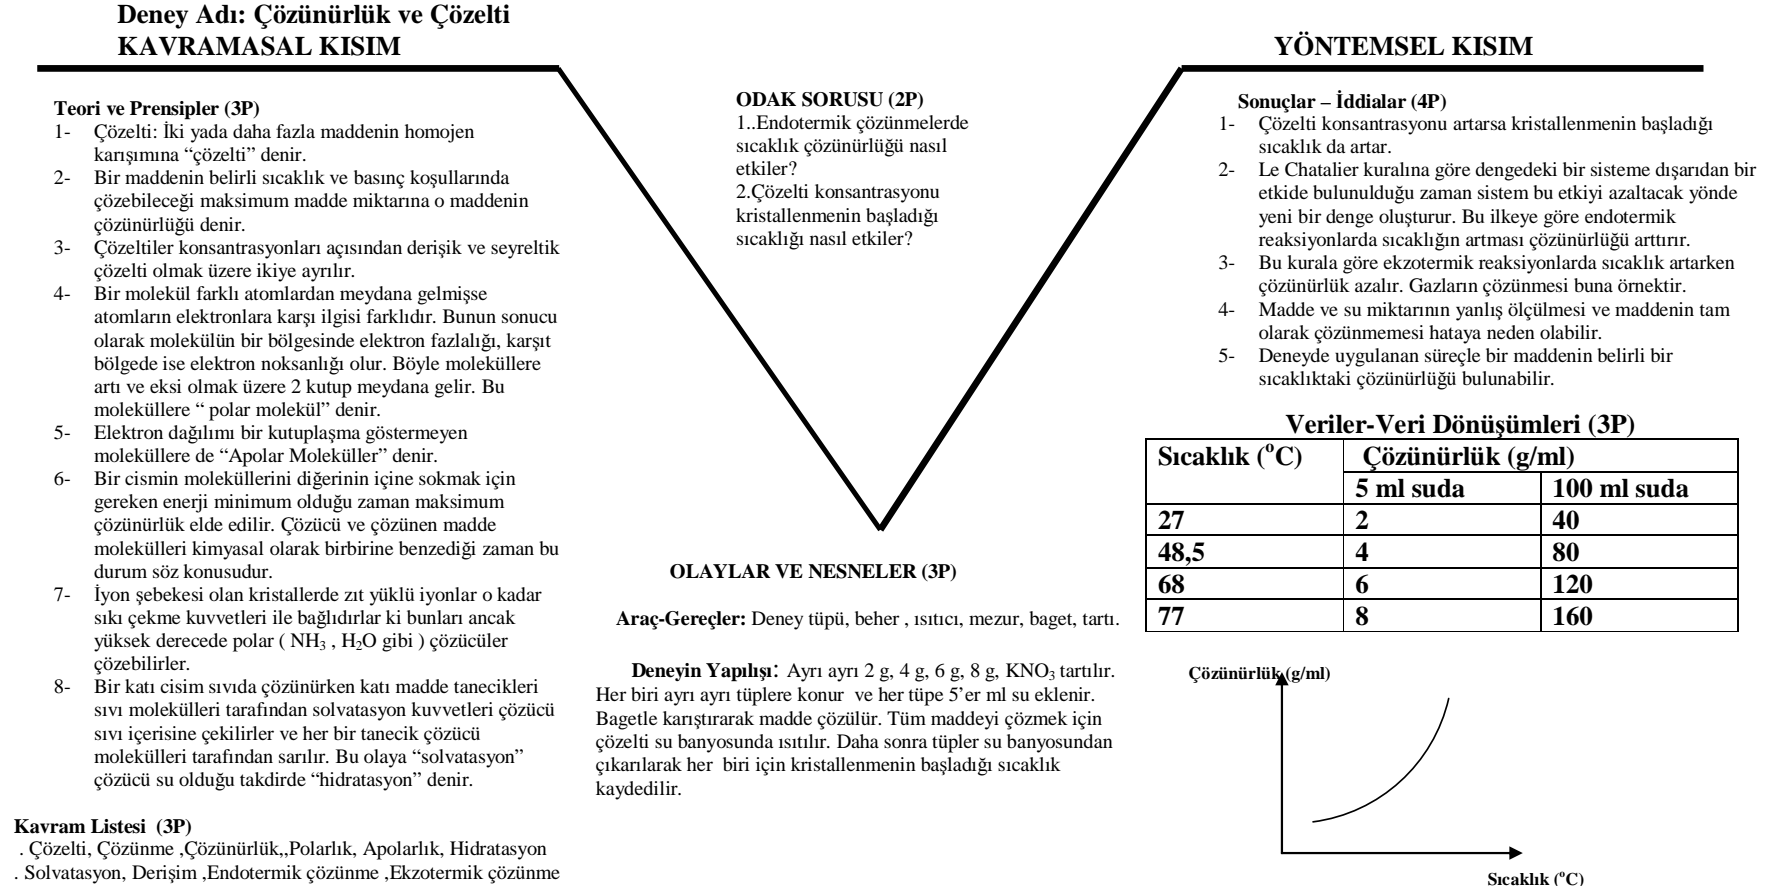 Deney Adı: Çözünürlük ve Çözelti
KAVRAMASAL KISIM
Teori ve Prensipler (3P)
1- Çözelti: İki yada daha fazla maddenin homojen
karışımına “çözelti” denir.
2- Bir maddenin belirli sıcaklık ve basınç koşullarında
çözebileceği maksimum madde miktarına o maddenin
çözünürlüğü denir.
3- Çözeltiler konsantrasyonları açısından derişik ve seyreltik
çözelti olmak üzere ikiye ayrılır.
4- Bir molekül farklı atomlardan meydana gelmişse
atomların elektronlara karşı ilgisi farklıdır. Bunun sonucu
olarak molekülün bir bölgesinde elektron fazlalığı, karşıt
bölgede ise elektron noksanlığı olur. Böyle moleküllere
artı ve eksi olmak üzere 2 kutup meydana gelir. Bu
moleküllere “ polar molekül” denir.
5- Elektron dağılımı bir kutuplaşma göstermeyen
moleküllere de “Apolar Moleküller” denir.
6- Bir cismin moleküllerini diğerinin içine sokmak için
gereken enerji minimum olduğu zaman maksimum
çözünürlük elde edilir. Çözücü ve çözünen madde
molekülleri kimyasal olarak birbirine benzediği zaman bu
durum söz konusudur.
7- İyon şebekesi olan kristallerde zıt yüklü iyonlar o kadar
sıkı çekme kuvvetleri ile bağlıdırlar ki bunları ancak
yüksek derecede polar ( NH₃ , H₂O gibi ) çözücüler
çözebilirler.
8- Bir katı cisim sıvıda çözünürken katı madde tanecikleri
sıvı molekülleri tarafından solvatasyon kuvvetleri çözücü
sıvı içerisine çekilirler ve her bir tanecik çözücü
molekülleri tarafından sarılır. Bu olaya “solvatasyon”
çözücü su olduğu takdirde “hidratasyon” denir.
Kavram Listesi (3P)
. Çözelti, Çözünme ,Çözünürlük,,Polarlık, Apolarlık, Hidratasyon
. Solvatasyon, Derişim ,Endotermik çözünme ,Ekzotermik çözünme
ODAK SORUSU (2P)
1..Endotermik çözünmelerde
sıcaklık çözünürlüğü nasıl
etkiler?
2.Çözelti konsantrasyonu
kristallenmenin başladığı
sıcaklığı nasıl etkiler?
OLAYLAR VE NESNELER (3P)
Araç-Gereçler: Deney tüpü, beher , ısıtıcı, mezur, baget, tartı.
Deneyin Yapılışı: Ayrı ayrı 2 g, 4 g, 6 g, 8 g, KNO₃ tartılır.
Her biri ayrı ayrı tüplere konur ve her tüpe 5’er ml su eklenir.
Bagetle karıştırarak madde çözülür. Tüm maddeyi çözmek için
çözelti su banyosunda ısıtılır. Daha sonra tüpler su banyosundan
çıkarılarak her biri için kristallenmenin başladığı sıcaklık
kaydedilir.
YÖNTEMSEL KISIM
Sonuçlar – İddialar (4P)
1- Çözelti konsantrasyonu artarsa kristallenmenin başladığı
sıcaklık da artar.
2- Le Chatalier kuralına göre dengedeki bir sisteme dışarıdan bir
etkide bulunulduğu zaman sistem bu etkiyi azaltacak yönde
yeni bir denge oluşturur. Bu ilkeye göre endotermik
reaksiyonlarda sıcaklığın artması çözünürlüğü arttırır.
3- Bu kurala göre ekzotermik reaksiyonlarda sıcaklık artarken
çözünürlük azalır. Gazların çözünmesi buna örnektir.
4- Madde ve su miktarının yanlış ölçülmesi ve maddenin tam
olarak çözünmemesi hataya neden olabilir.
5- Deneyde uygulanan süreçle bir maddenin belirli bir
sıcaklıktaki çözünürlüğü bulunabilir.
Veriler-Veri Dönüşümleri (3P)
Sıcaklık (°C) Çözünürlük (g/ml)
5 ml suda 100 ml suda
27 2 40
48,5 4 80
68 6 120
77 8 160
Çözünürlük (g/ml)
Sıcaklık (°C)